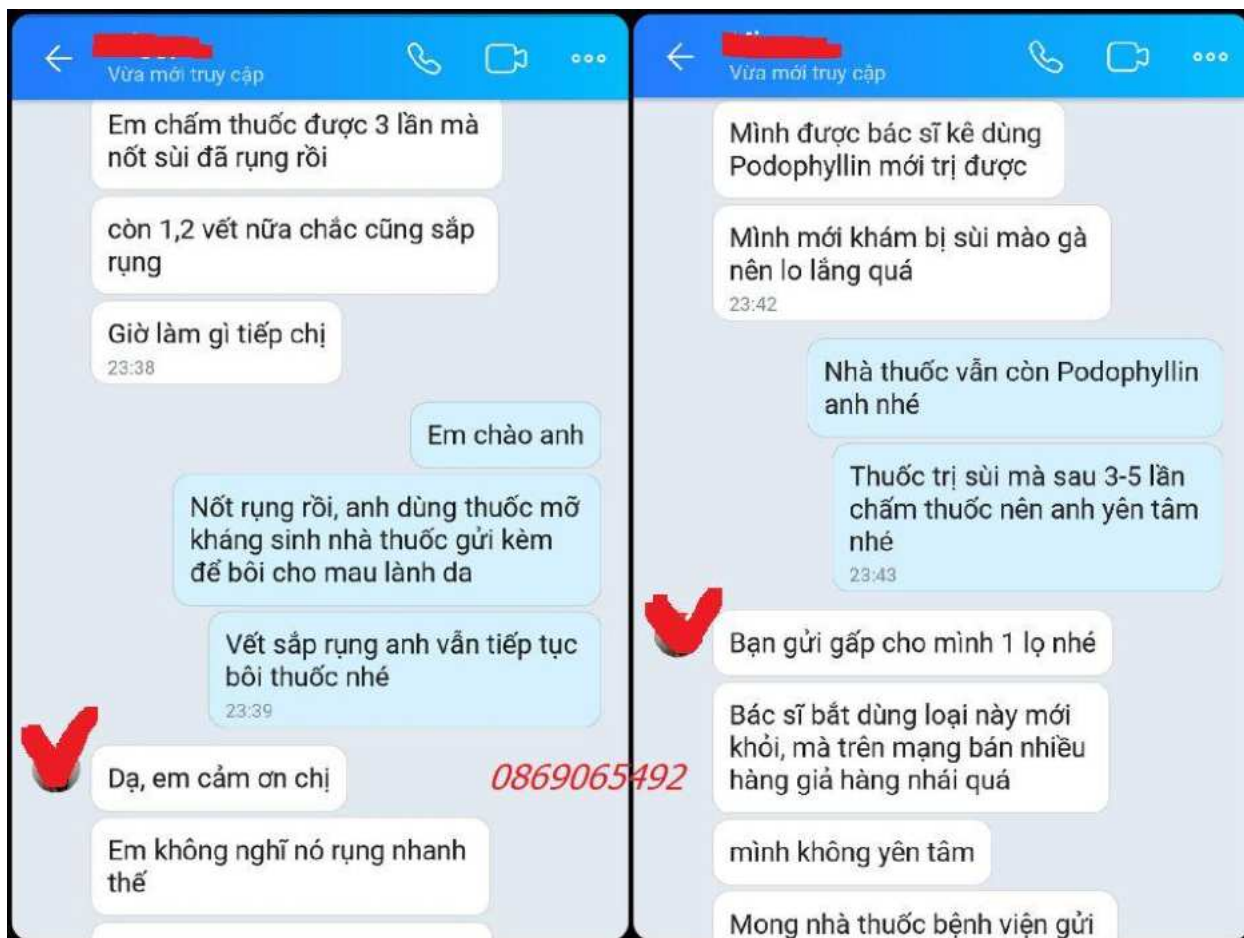 Vừa mới truy cập
Em chấm thuốc được 3 lần mà
nốt sùi đã rụng rồi
còn 1,2 vết nữa chắc cũng sắp
rụng
Giờ làm gì tiếp chị
23:38
Em chào anh
Nốt rụng rồi, anh dùng thuốc mỡ
kháng sinh nhà thuốc gửi kèm
để bôi cho mau lành da
Vết sắp rụng anh vẫn tiếp tục
bôi thuốc nhé
23:39
Dạ, em cảm ơn chị
Em không nghĩ nó rụng nhanh
thế
0869065492
Vừa mới truy cập
Mình được bác sĩ kê dùng
Podophyllin mới trị được
Mình mới khám bị sùi mào gà
nên lo lắng quá
23:42
Nhà thuốc vẫn còn Podophyllin
anh nhé
Thuốc trị sùi mà sau 3-5 lần
chấm thuốc nên anh yên tâm
nhé
23:43
Bạn gửi gấp cho mình 1 lọ nhé
Bác sĩ bắt dùng loại này mới
khỏi, mà trên mạng bán nhiều
hàng giả hàng nhái quá
mình không yên tâm
Mong nhà thuốc bệnh viện gửi